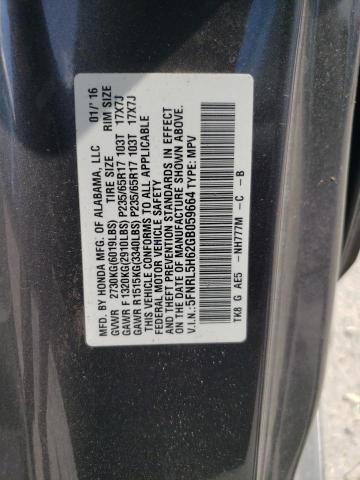 MFD. BY HONDA MFG. OF ALABAMA, LLC 01/'16
TIRE SIZE RIM SIZE
GVWR 2730KG(6019LBS)
GAWR F 1320KG(2910LBS) P235/65R17 103T 17X7J
GAWR R1515KG(3340LBS) P235/65R17 103T 17X7J
THIS VEHICLE CONFORMS TO ALL APPLICABLE
FEDERAL MOTOR VEHICLE SAFETY
AND THEFT PREVENTION STANDARDS IN EFFECT
ON THE DATE OF MANUFACTURE SHOWN ABOVE.
V.I.N.: 5FNRL5H62GB059664 TYPE: MPV
TK8 G AE5 -NH777M - C - B